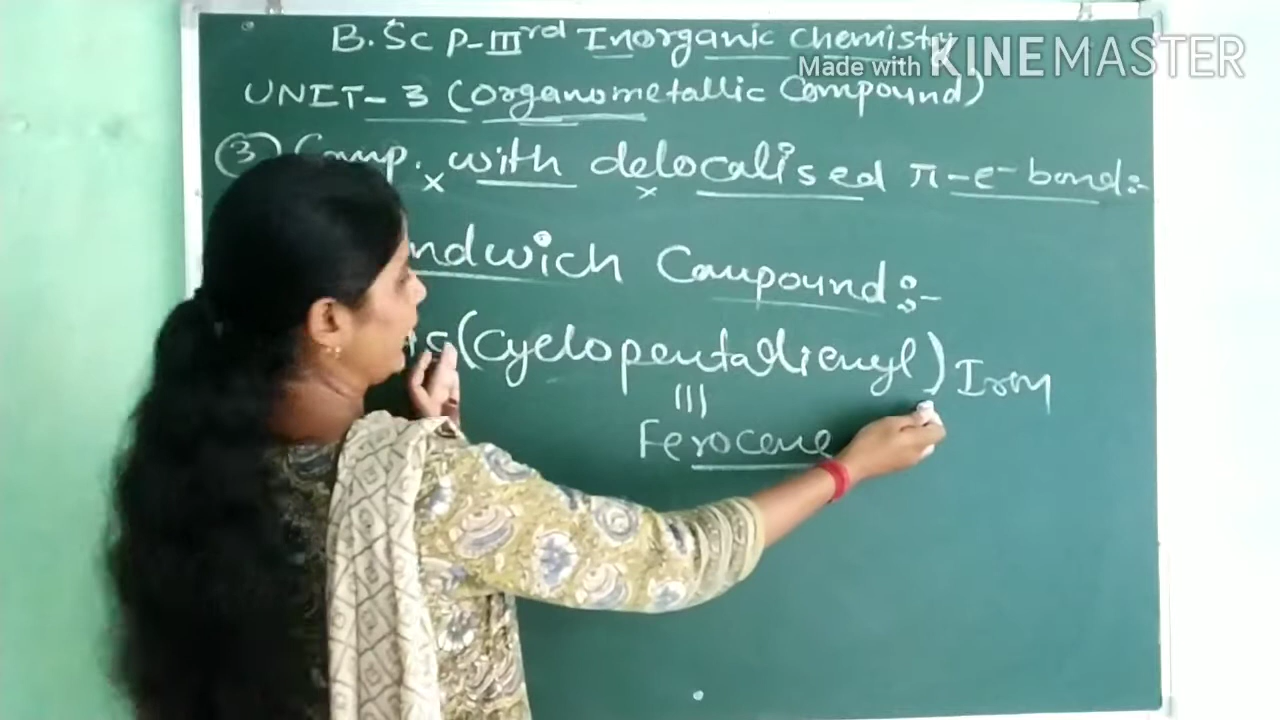 B.Sc P-IIIrd Inorganic Chemistry
Made with KINEMASTER
UNIT-3 (Organometallic Compound)
(3) Comp. with delocalised π-e⁻ bond:-
ndwich Compound:-
(Cyclopentadienyl) Iron
Ferocene